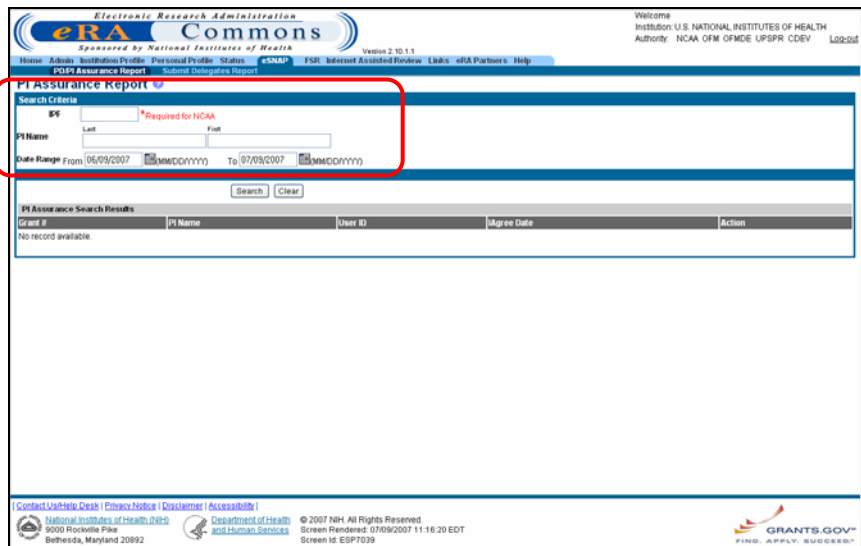 Electronic Research Administration
eRA Commons
Sponsored by National Institutes of Health
Version 2.10.1.1
Welcome
Institution: U.S. NATIONAL INSTITUTES OF HEALTH
Authority: NCAA OFM OFMDE UPSPR CDEV Log-out
Home Admin Institution Profile Personal Profile Status eSNAP FSR Internet Assisted Review Links eRA Partners Help
PD/PI Assurance Report Submit Delegates Report
PI Assurance Report ?
Search Criteria
IPF *Required for NCAA
Last First
PI Name
Date Range From 06/09/2007 (MM/DD/YYYY) To 07/09/2007 (MM/DD/YYYY)
Search Clear
PI Assurance Search Results
Grant # PI Name User ID IAgree Date Action
No record available.
[ Contact Us/Help Desk | Privacy Notice | Disclaimer | Accessibility ]
National Institutes of Health (NIH)
9000 Rockville Pike
Bethesda, Maryland 20892
Department of Health
and Human Services
© 2007 NIH. All Rights Reserved.
Screen Rendered: 07/09/2007 11:16:20 EDT
Screen Id: ESP7039
GRANTS.GOV℠
FIND. APPLY. SUCCEED.℠